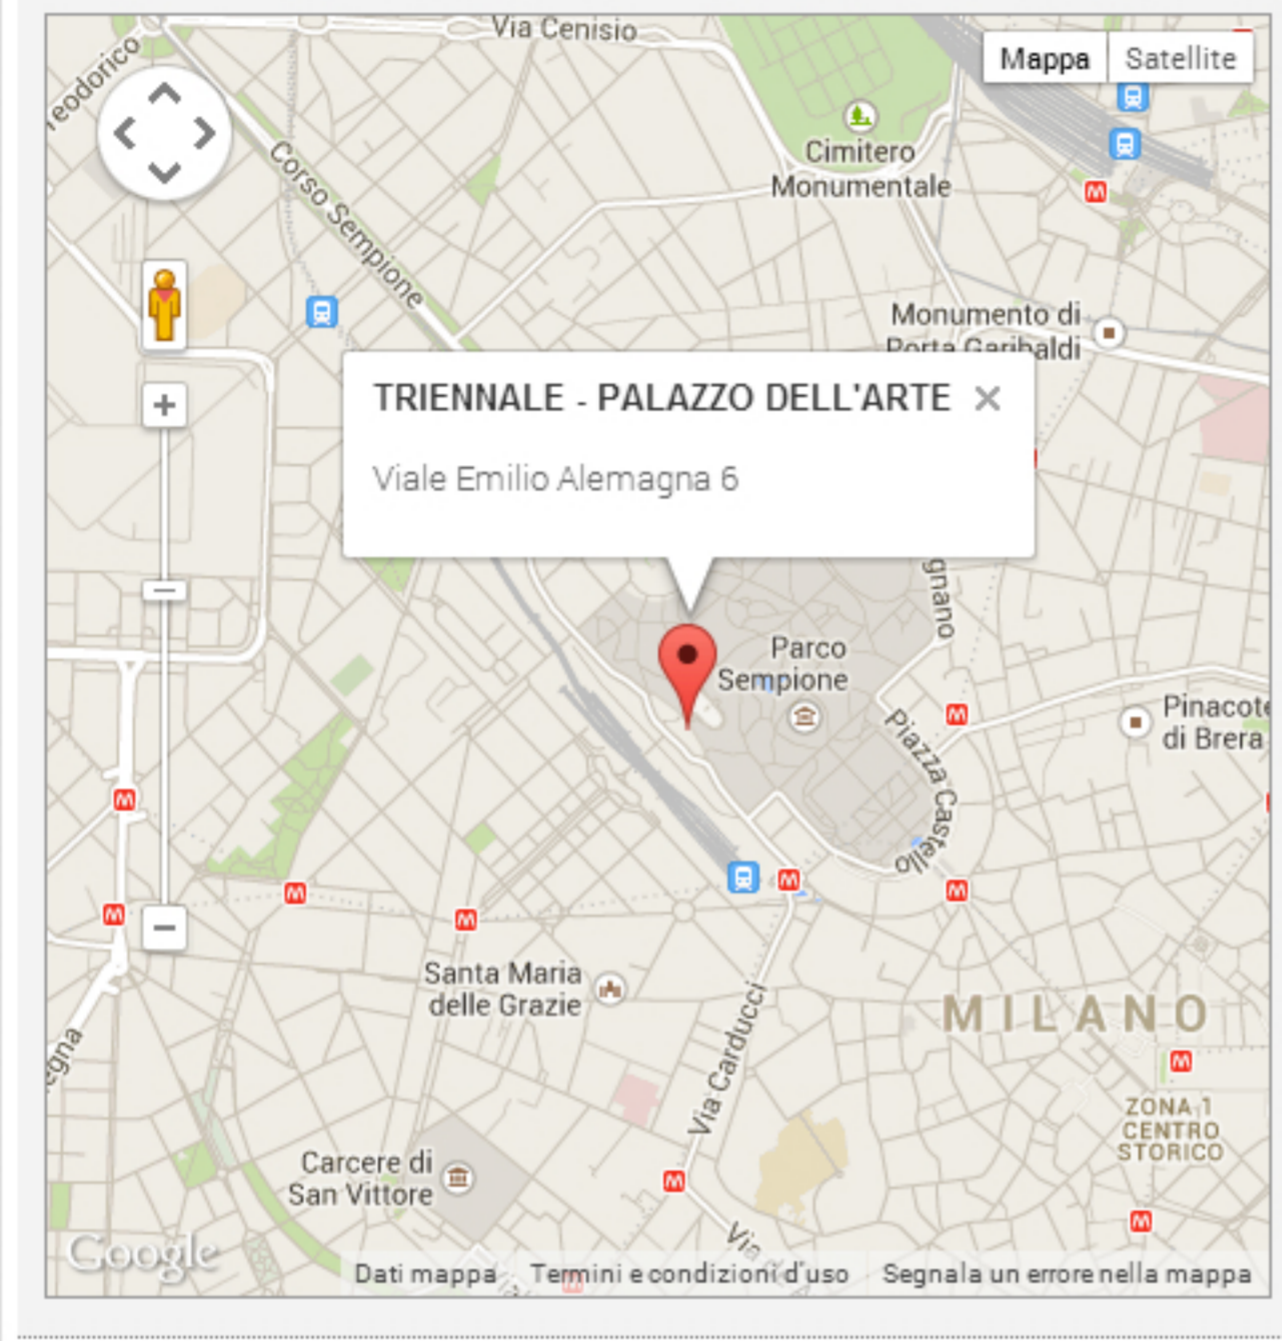 Via Cenisio
Mappa
Satellite
eodorico
Corso Sempione
Cimitero
Monumentale
Monumento di
Porta Garibaldi
TRIENNALE - PALAZZO DELL'ARTE
Viale Emilio Alemagna 6
gnano
Parco
Sempione
Piazza Castello
Pinacote
di Brera
Santa Maria
delle Grazie
MILANO
Via Carducci
egna
ZONA 1
CENTRO
STORICO
Carcere di
San Vittore
Via d
Google
Dati mappa
Termini e condizioni d'uso
Segnala un errore nella mappa